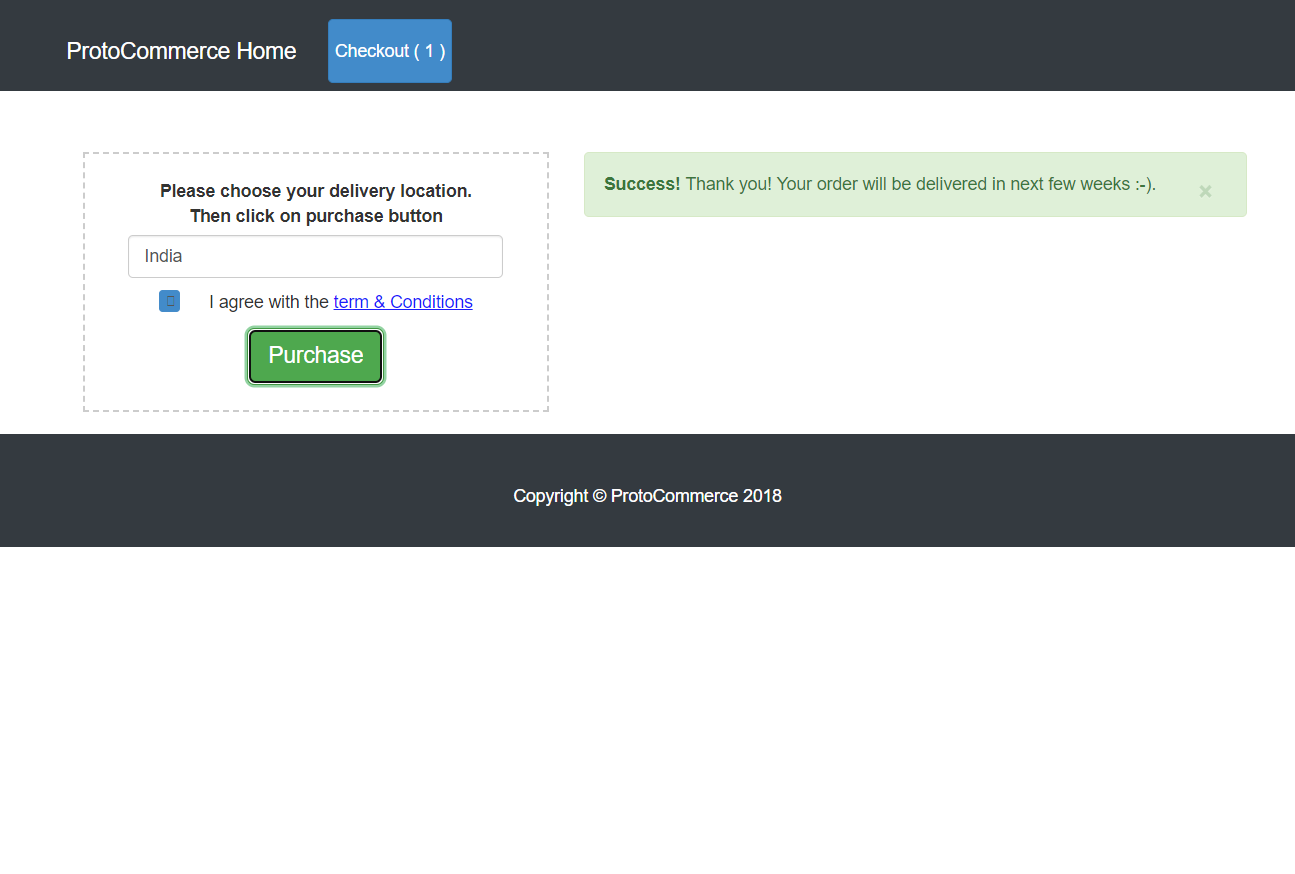 ProtoCommerce Home
Checkout ( 1 )
Please choose your delivery location.
Then click on purchase button
India
I agree with the term & Conditions
Purchase
Success! Thank you! Your order will be delivered in next few weeks :-).
×
Copyright © ProtoCommerce 2018